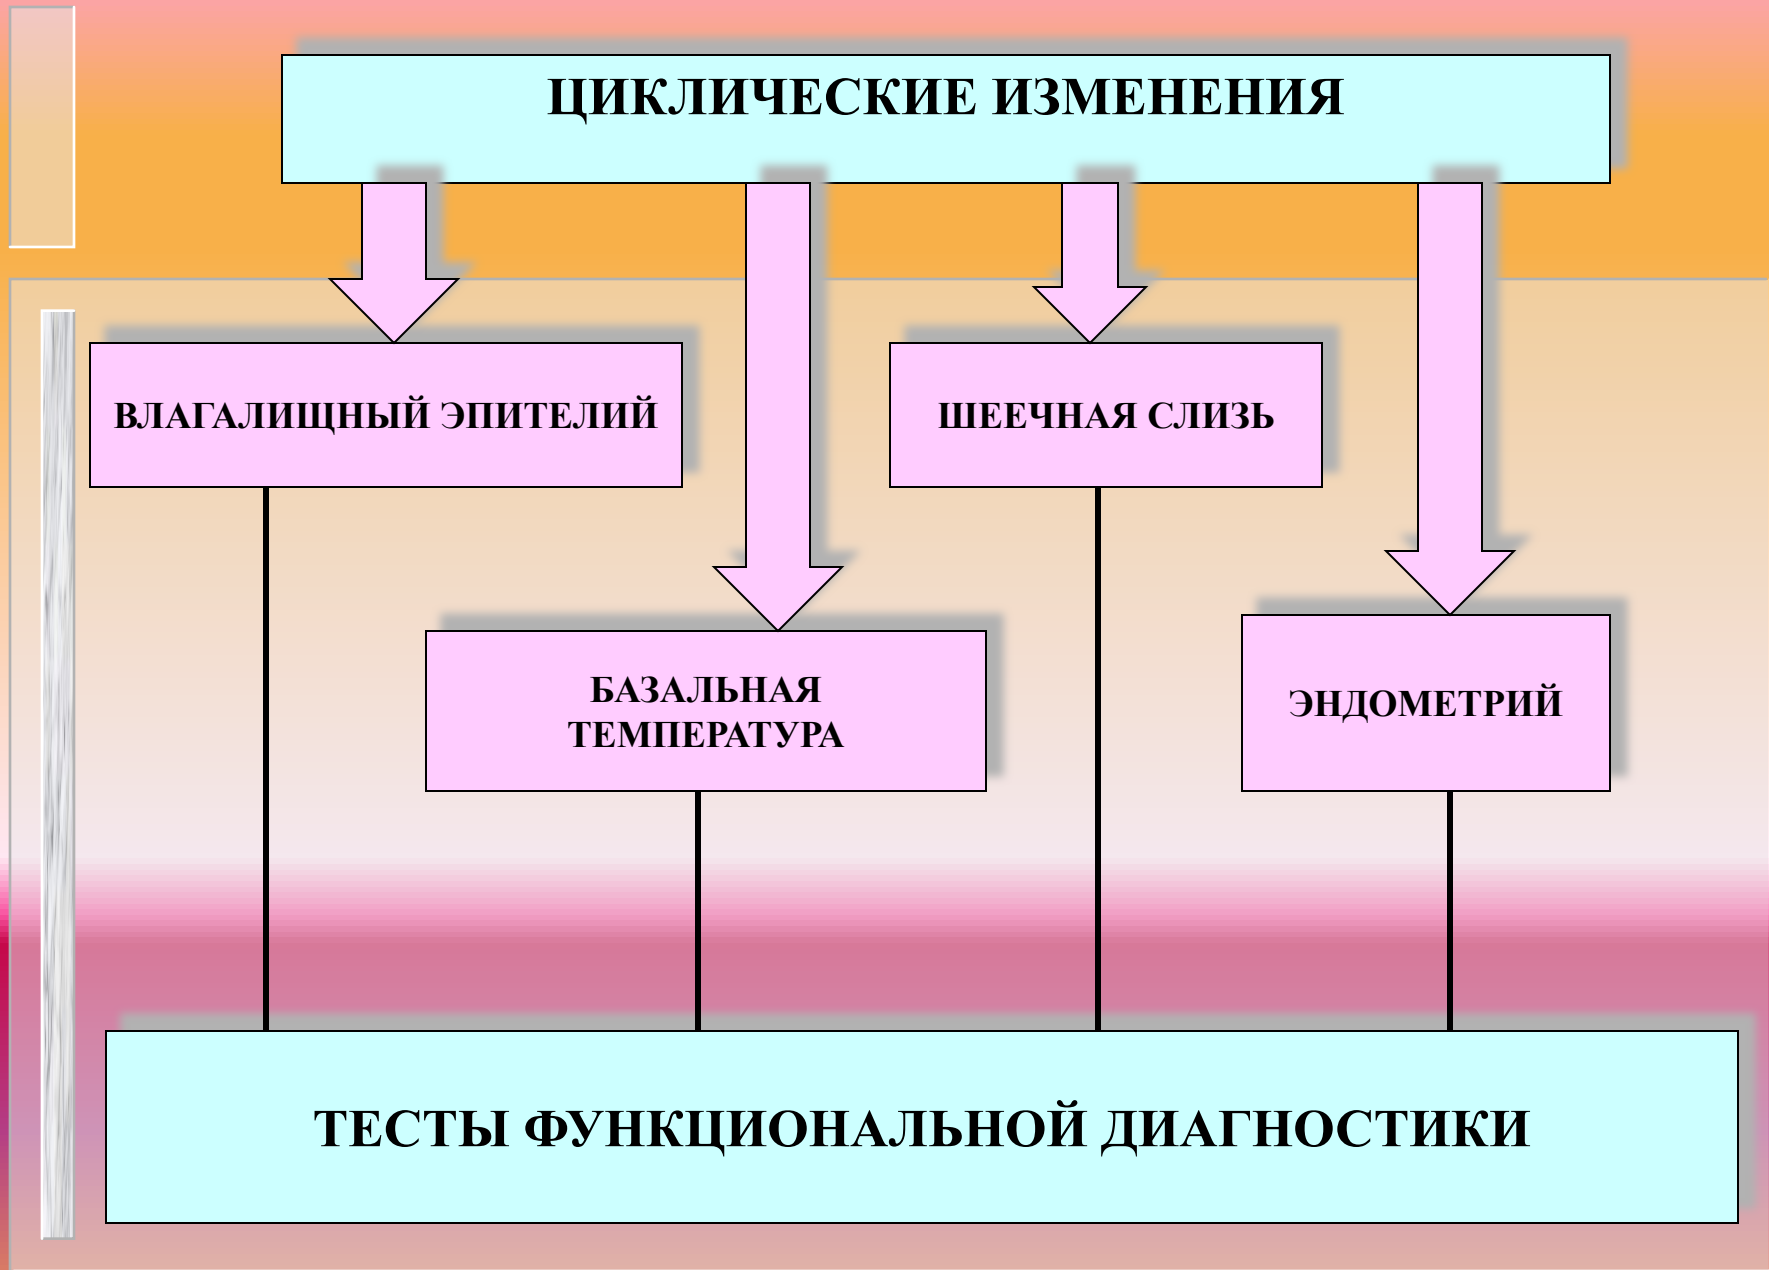 ЦИКЛИЧЕСКИЕ ИЗМЕНЕНИЯ
ВЛАГАЛИЩНЫЙ ЭПИТЕЛИЙ
ШЕЕЧНАЯ СЛИЗЬ
БАЗАЛЬНАЯ
ТЕМПЕРАТУРА
ЭНДОМЕТРИЙ
ТЕСТЫ ФУНКЦИОНАЛЬНОЙ ДИАГНОСТИКИ